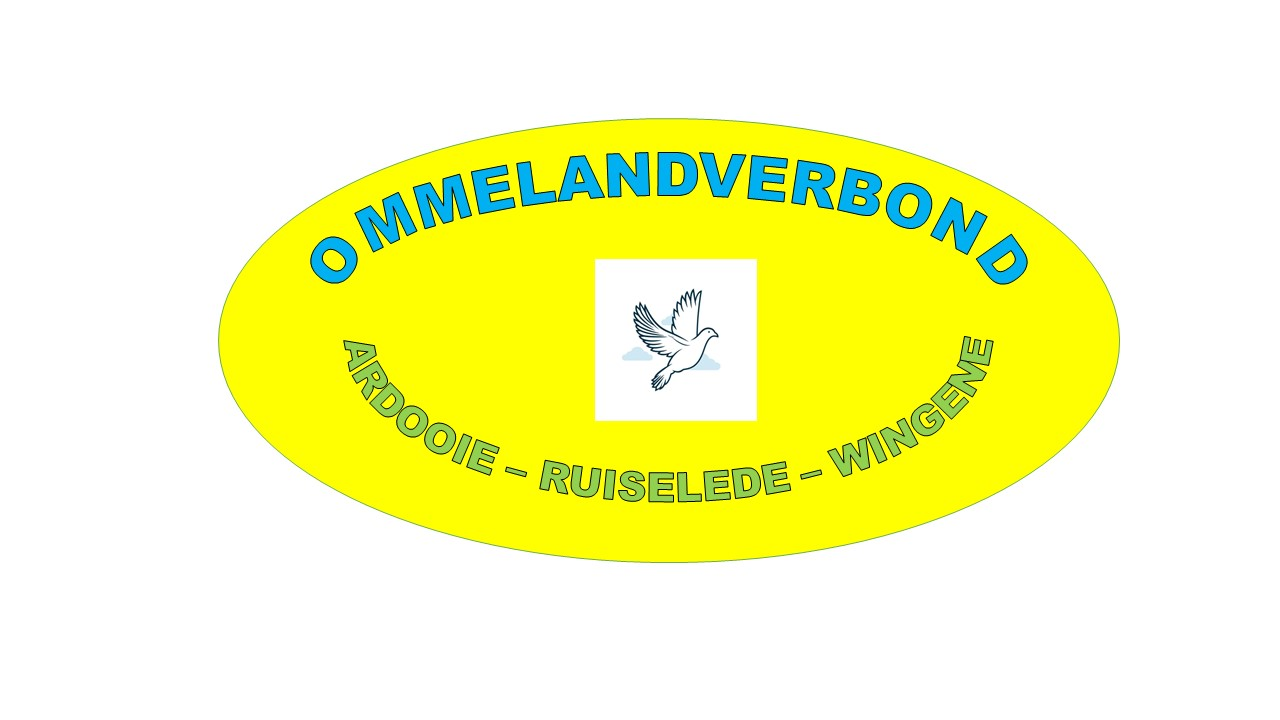 OMMELANDVERBOND
ARDOOIE – RUISELEDE – WINGENE